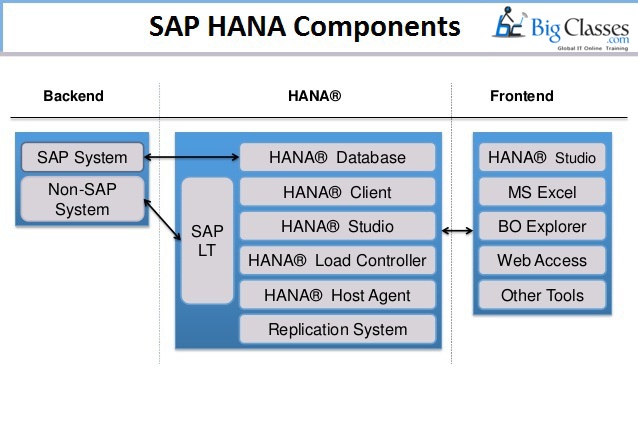 SAP HANA Components
BigClasses
.com
Global IT Online Training
Backend
HANA®
Frontend
SAP System
Non-SAP
System
SAP
LT
HANA® Database
HANA® Client
HANA® Studio
HANA® Load Controller
HANA® Host Agent
Replication System
HANA® Studio
MS Excel
BO Explorer
Web Access
Other Tools